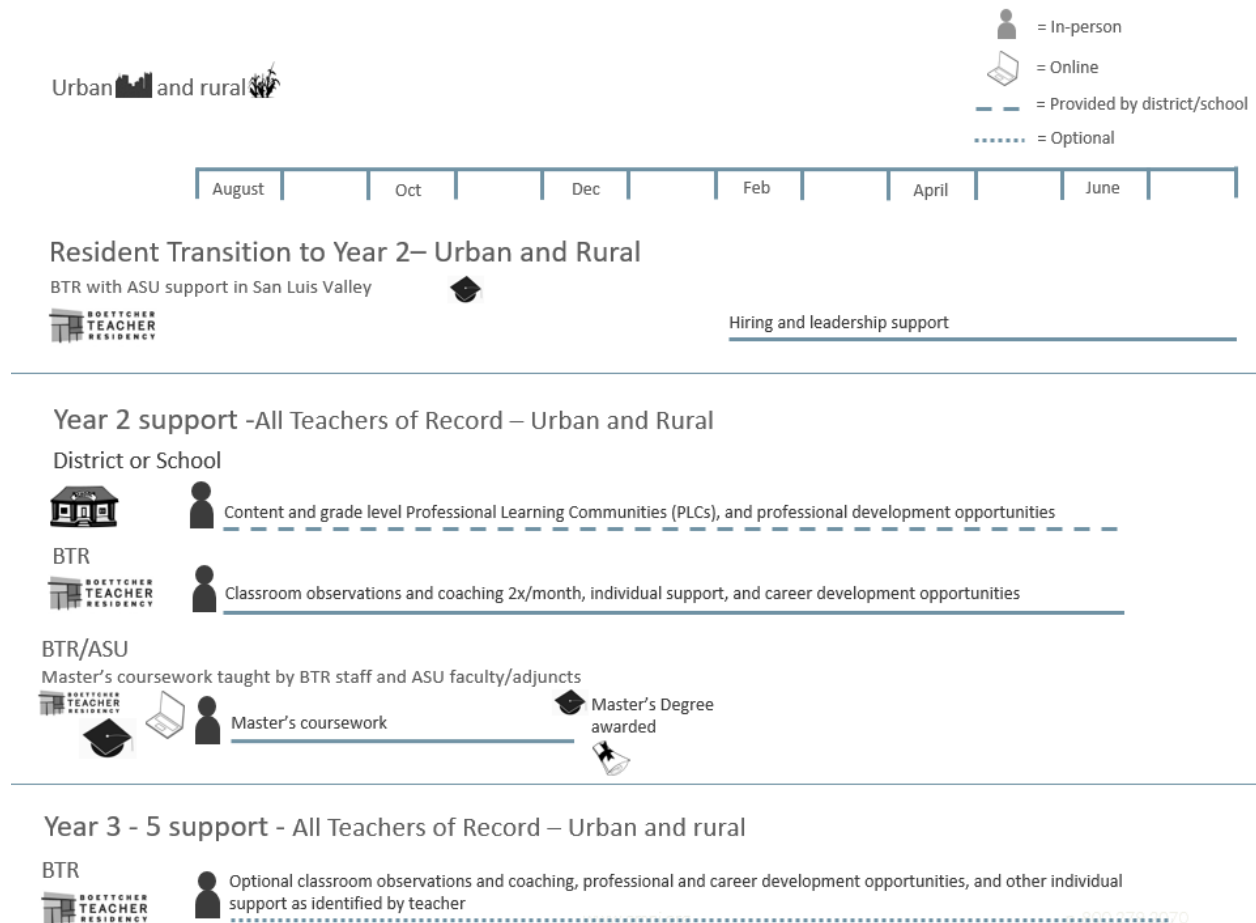 = In-person
= Online
Urban and rural
= Provided by district/school
= Optional
August Oct Dec Feb April June
Resident Transition to Year 2– Urban and Rural
BTR with ASU support in San Luis Valley
BOETTCHER
TEACHER
RESIDENCY
Hiring and leadership support
Year 2 support -All Teachers of Record – Urban and Rural
District or School
Content and grade level Professional Learning Communities (PLCs), and professional development opportunities
BTR
BOETTCHER
TEACHER
RESIDENCY
Classroom observations and coaching 2x/month, individual support, and career development opportunities
BTR/ASU
Master's coursework taught by BTR staff and ASU faculty/adjuncts
BOETTCHER
TEACHER
RESIDENCY
Master's coursework
Master's Degree
awarded
Year 3 - 5 support - All Teachers of Record – Urban and rural
BTR
BOETTCHER
TEACHER
RESIDENCY
Optional classroom observations and coaching, professional and career development opportunities, and other individual
support as identified by teacher